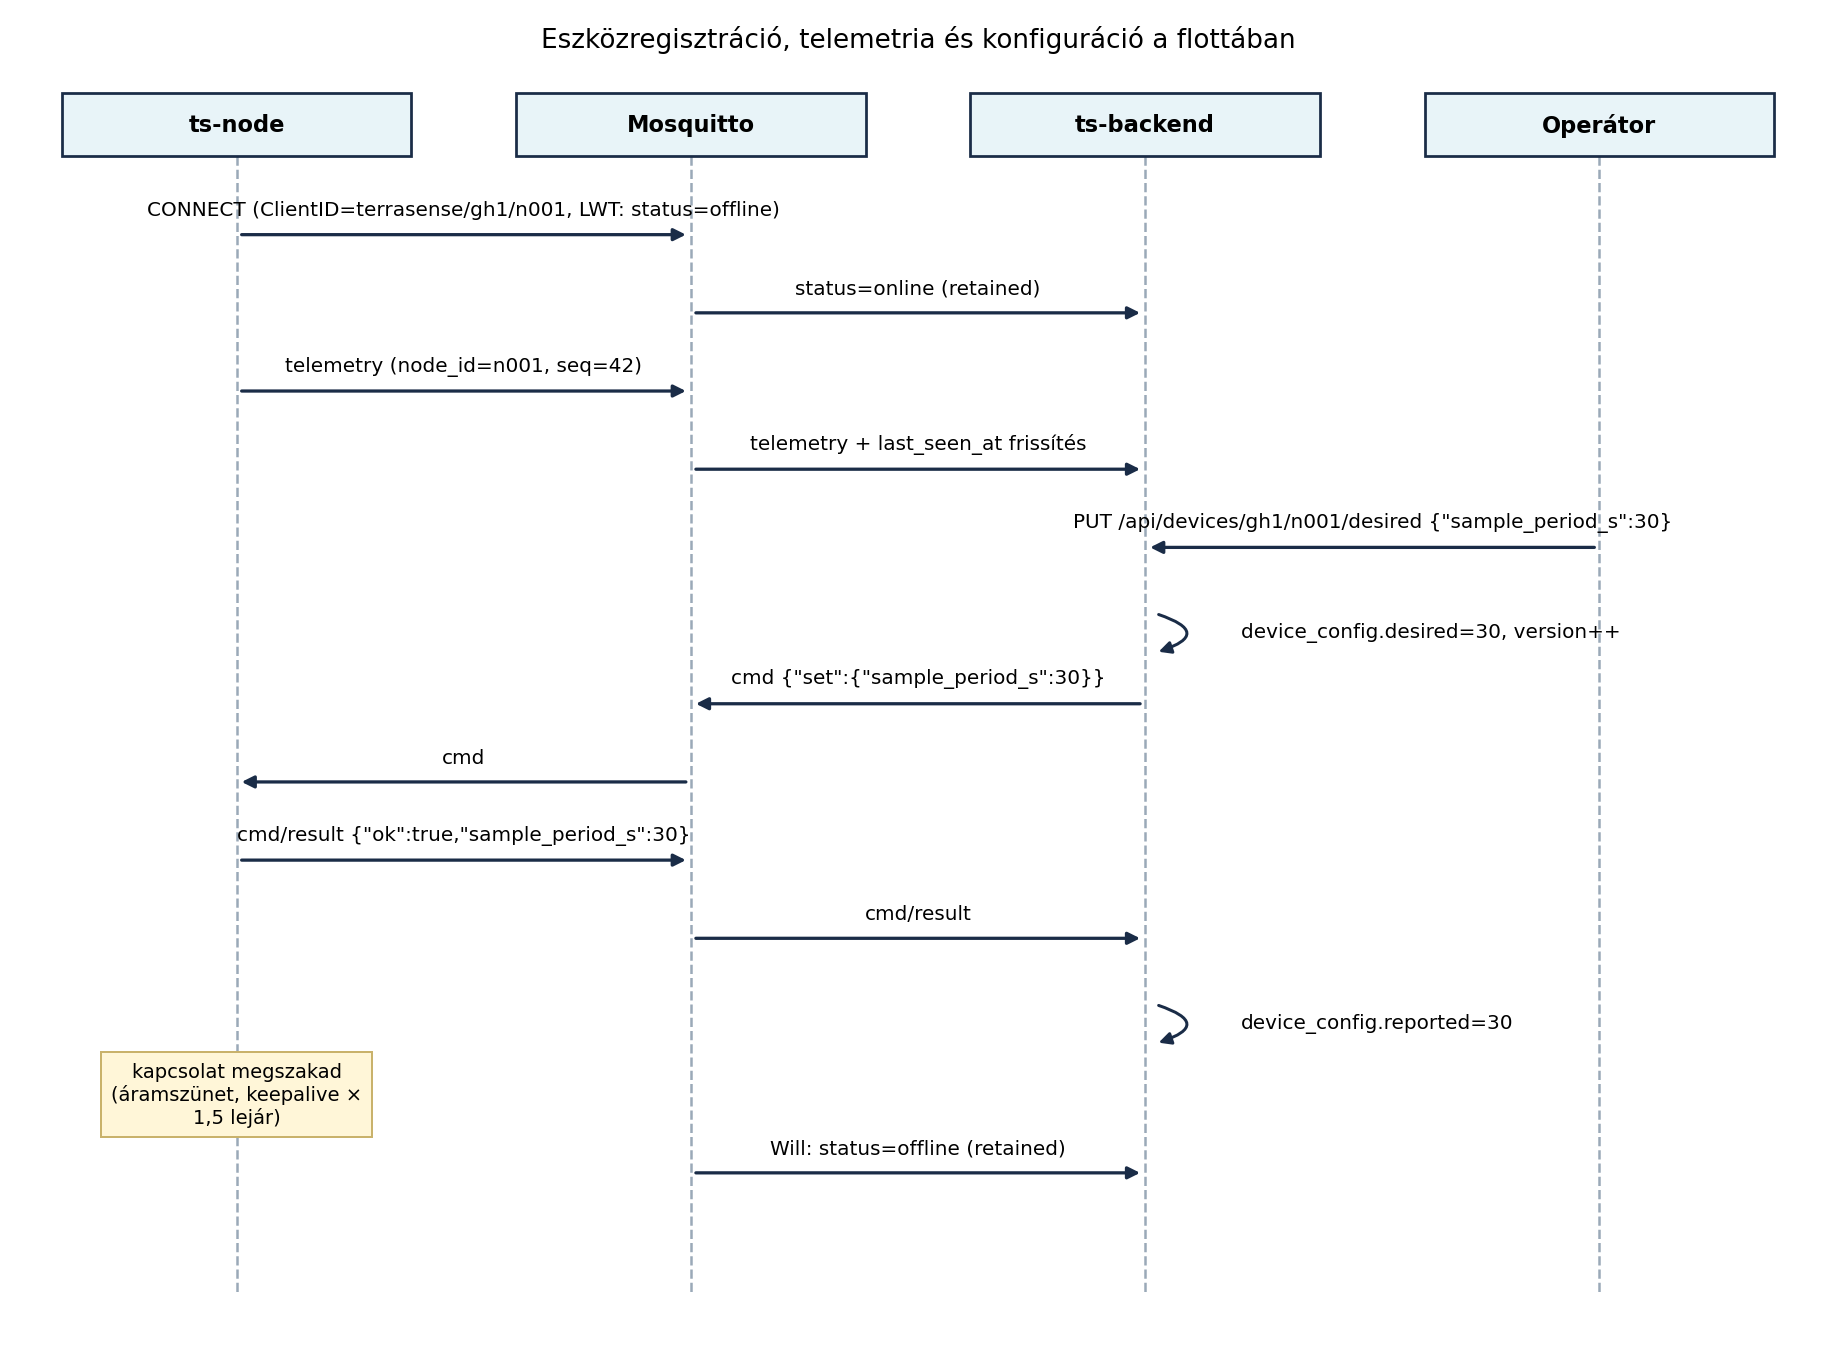 Eszközregisztráció, telemetria és konfiguráció a flottában
ts-node
Mosquitto
ts-backend
Operátor
CONNECT (ClientID=terrasense/gh1/n001, LWT: status=offline)
status=online (retained)
telemetry (node_id=n001, seq=42)
telemetry + last_seen_at frissítés
PUT /api/devices/gh1/n001/desired {"sample_period_s":30}
device_config.desired=30, version++
cmd {"set":{"sample_period_s":30}}
cmd
cmd/result {"ok":true,"sample_period_s":30}
cmd/result
device_config.reported=30
kapcsolat megszakad
(áramszünet, keepalive ×
1,5 lejár)
Will: status=offline (retained)